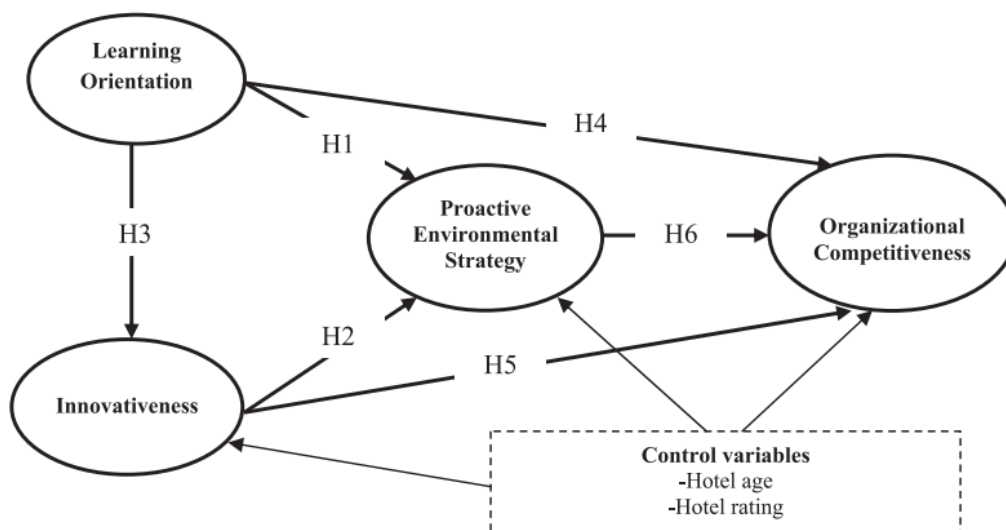 Learning
Orientation
H4
H1
Proactive
Environmental
Strategy
H6
Organizational
Competitiveness
H3
H2
H5
Innovativeness
Control variables
-Hotel age
-Hotel rating